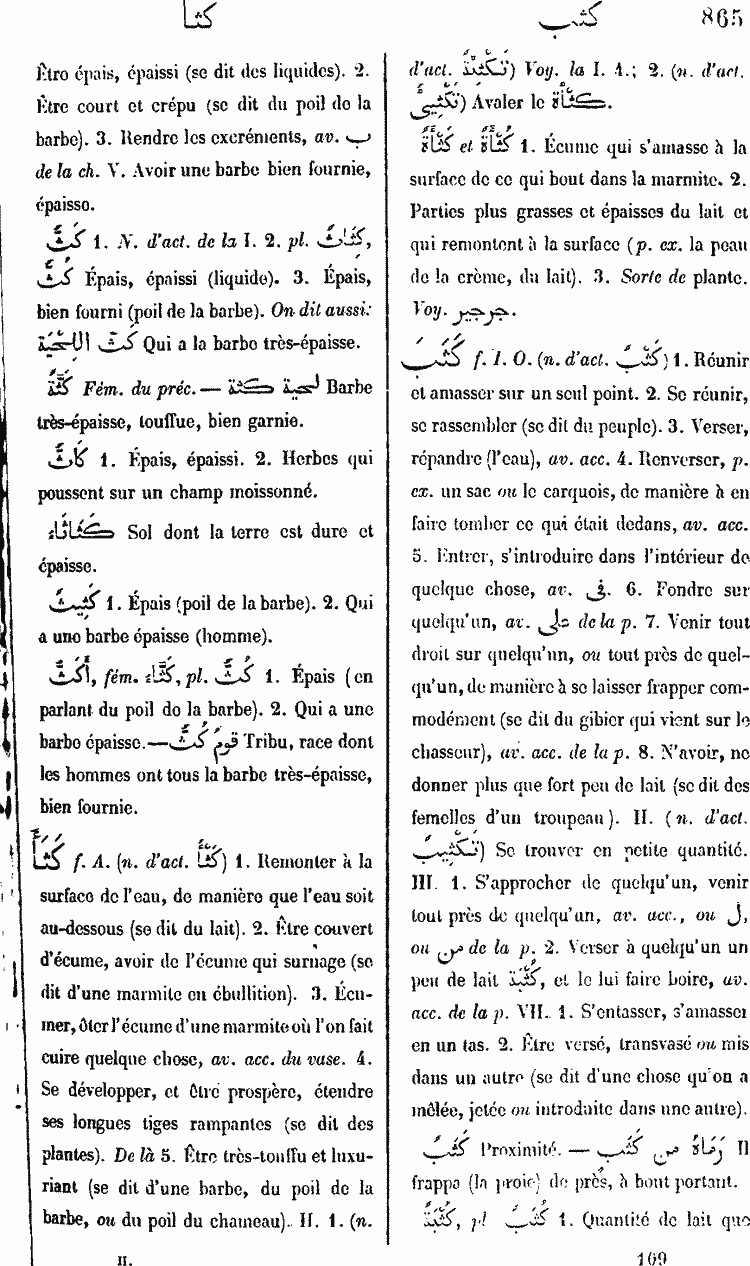 كثأ
كثب
865
Être épais, épaissi (se dit des liquides). 2.
Être court et crépu (se dit du poil de la
barbe). 3. Rendre les excréments, av. ب
de la ch. V. Avoir une barbe bien fournie,
épaisse.
كَثٌّ 1. N. d'act. de la I. 2. pl. كِثَاثٌ,
كُثٌّ Épais, épaissi (liquide). 3. Épais,
bien fourni (poil de la barbe). On dit aussi:
كَثُّ اللِّحْيَةِ Qui a la barbe très-épaisse.
كَثَّةٌ Fém. du préc. — لحية كثة Barbe
très-épaisse, touffue, bien garnie.
كَاثٌّ 1. Épais, épaissi. 2. Herbes qui
poussent sur un champ moissonné.
كَثَاثَاءُ Sol dont la terre est dure et
épaisse.
كَثِيثٌ 1. Épais (poil de la barbe). 2. Qui
a une barbe épaisse (homme).
أَكَثُّ, fém. كَثَّاءُ, pl. كُثٌّ 1. Épais (en
parlant du poil de la barbe). 2. Qui a une
barbe épaisse.—قومٌ كُثٌّ Tribu, race dont
les hommes ont tous la barbe très-épaisse,
bien fournie.
كَثَأَ f. A. (n. d'act. كَثْأٌ) 1. Remonter à la
surface de l'eau, de manière que l'eau soit
au-dessous (se dit du lait). 2. Être couvert
d'écume, avoir de l'écume qui surnage (se
dit d'une marmite en ébullition). 3. Écu-
mer, ôter l'écume d'une marmite où l'on fait
cuire quelque chose, av. acc. du vase. 4.
Se développer, et être prospère, étendre
ses longues tiges rampantes (se dit des
plantes). De là 5. Être très-touffu et luxu-
riant (se dit d'une barbe, du poil de la
barbe, ou du poil du chameau). II. 1. (n.
II.
d'act. تَكْثِئَةٌ) Voy. la I. 4.; 2. (n. d'act.
تَكْثِيءٌ) Avaler le كثأة.
كَثْأَةٌ et كُثْأَةٌ 1. Écume qui s'amasse à la
surface de ce qui bout dans la marmite. 2.
Parties plus grasses et épaisses du lait et
qui remontent à la surface (p. ex. la peau
de la crème, du lait). 3. Sorte de plante.
Voy. جرجير.
كَثَبَ f. I. O. (n. d'act. كَثْبٌ) 1. Réunir
et amasser sur un seul point. 2. Se réunir,
se rassembler (se dit du peuple). 3. Verser,
répandre (l'eau), av. acc. 4. Renverser, p.
ex. un sac ou le carquois, de manière à en
faire tomber ce qui était dedans, av. acc.
5. Entrer, s'introduire dans l'intérieur de
quelque chose, av. فى. 6. Fondre sur
quelqu'un, av. على de la p. 7. Venir tout
droit sur quelqu'un, ou tout près de quel-
qu'un, de manière à se laisser frapper com-
modément (se dit du gibier qui vient sur le
chasseur), av. acc. de la p. 8. N'avoir, ne
donner plus que fort peu de lait (se dit des
femelles d'un troupeau). II. (n. d'act.
تَكْثِيبٌ) Se trouver en petite quantité.
III. 1. S'approcher de quelqu'un, venir
tout près de quelqu'un, av. acc., ou ل
ou من de la p. 2. Verser à quelqu'un un
peu de lait كُثْبَة, et le lui faire boire, av.
acc. de la p. VII. 1. S'entasser, s'amasser
en un tas. 2. Être versé, transvasé ou mis
dans un autre (se dit d'une chose qu'on a
mêlée, jetée ou introduite dans une autre).
كَثَبٌ Proximité. — رَمَاهُ من كَثَبٍ Il
frappa (la proie) de près, à bout portant.
كُثْبَةٌ, pl كُثَبٌ 1. Quantité de lait que
109